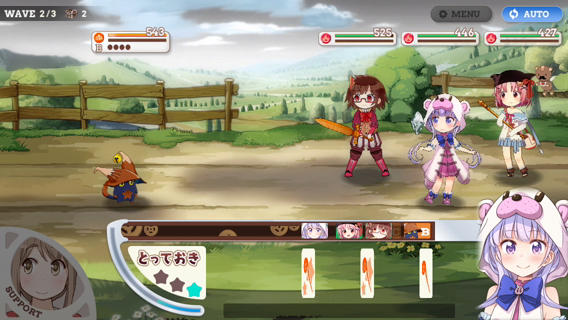 WAVE 2/3 2
MENU
AUTO
543
B
525
446
427
B
とっておき
SUPPORT